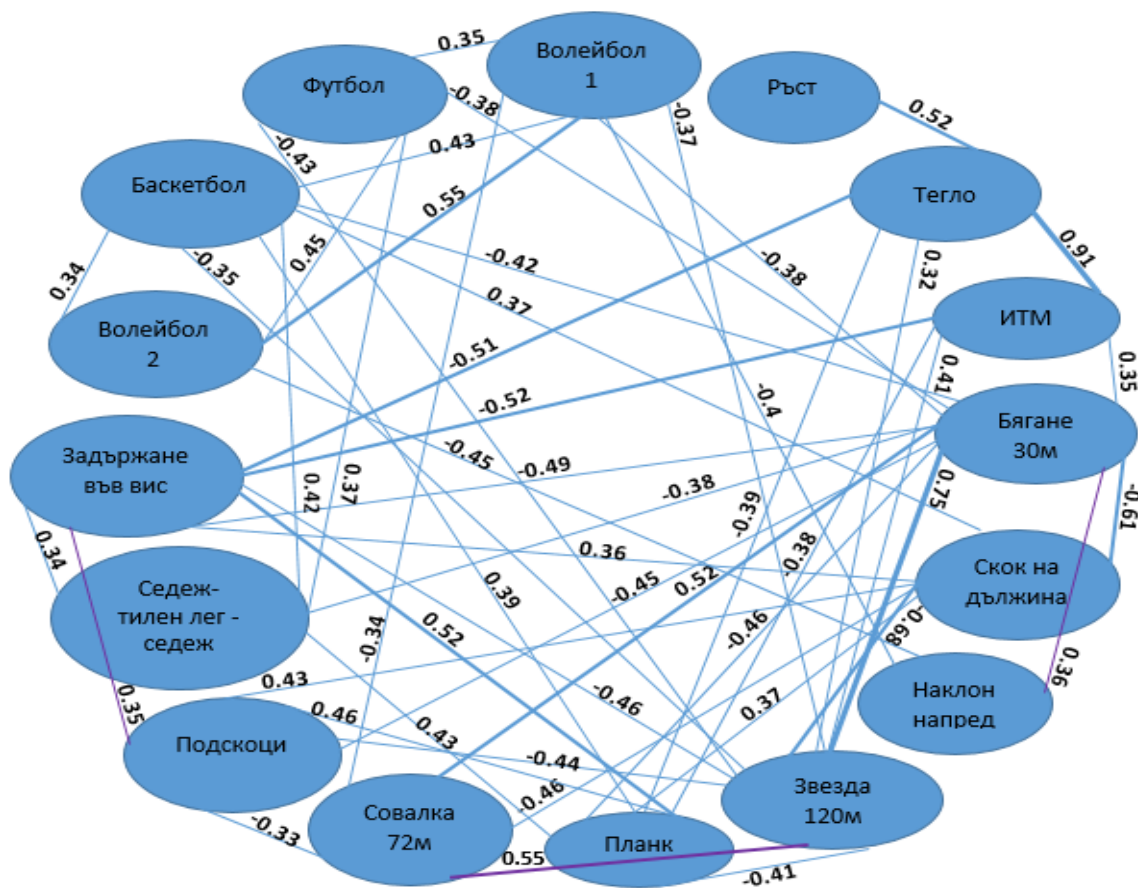 Волейбол
1
Футбол
Ръст
Баскетбол
Тегло
Волейбол
2
ИТМ
Задържане
във вис
Бягане
30м
Седеж-
тилен лег -
седеж
Скок на
дължина
Наклон
напред
Подскоци
Звезда
120м
Совалка
72м
Планк
0.35
-0.38
-0.37
0.52
-0.43
0.43
0.55
0.45
-0.35
0.34
-0.42
0.37
-0.38
0.32
0.91
-0.51
-0.52
-0.4
0.41
0.35
-0.45
-0.49
-0.38
0.37
0.42
0.75
-0.61
0.34
0.36
-0.39
-0.38
0.52
-0.45
0.39
0.52
-0.34
-0.46
-0.68
0.36
0.43
0.35
0.46
0.43
-0.46
0.37
-0.44
-0.46
-0.33
0.55
-0.41